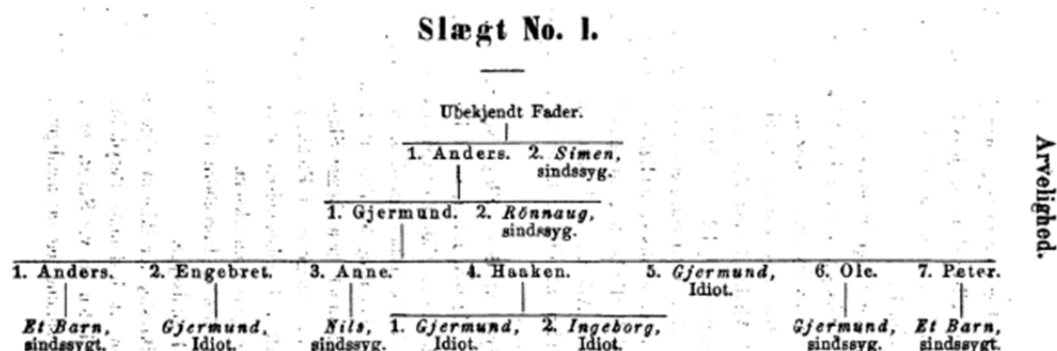 Slægt No. 1.
Ubekjendt Fader.
1. Anders. 2. Simen,
sindssyg.
1. Gjermund. 2. Rönnaug,
sindssyg.
1. Anders. 2. Engebret. 3. Anne. 4. Haaken. 5. Gjermund, 6. Ole. 7. Peter.
Idiot.
Et Barn, Gjermund, Nils, 1. Gjermund, 2. Ingeborg, Gjermund, Et Barn,
sindssygt. Idiot. sindssyg. Idiot. Idiot. sindssyg. sindssygt.
Arvelighed.